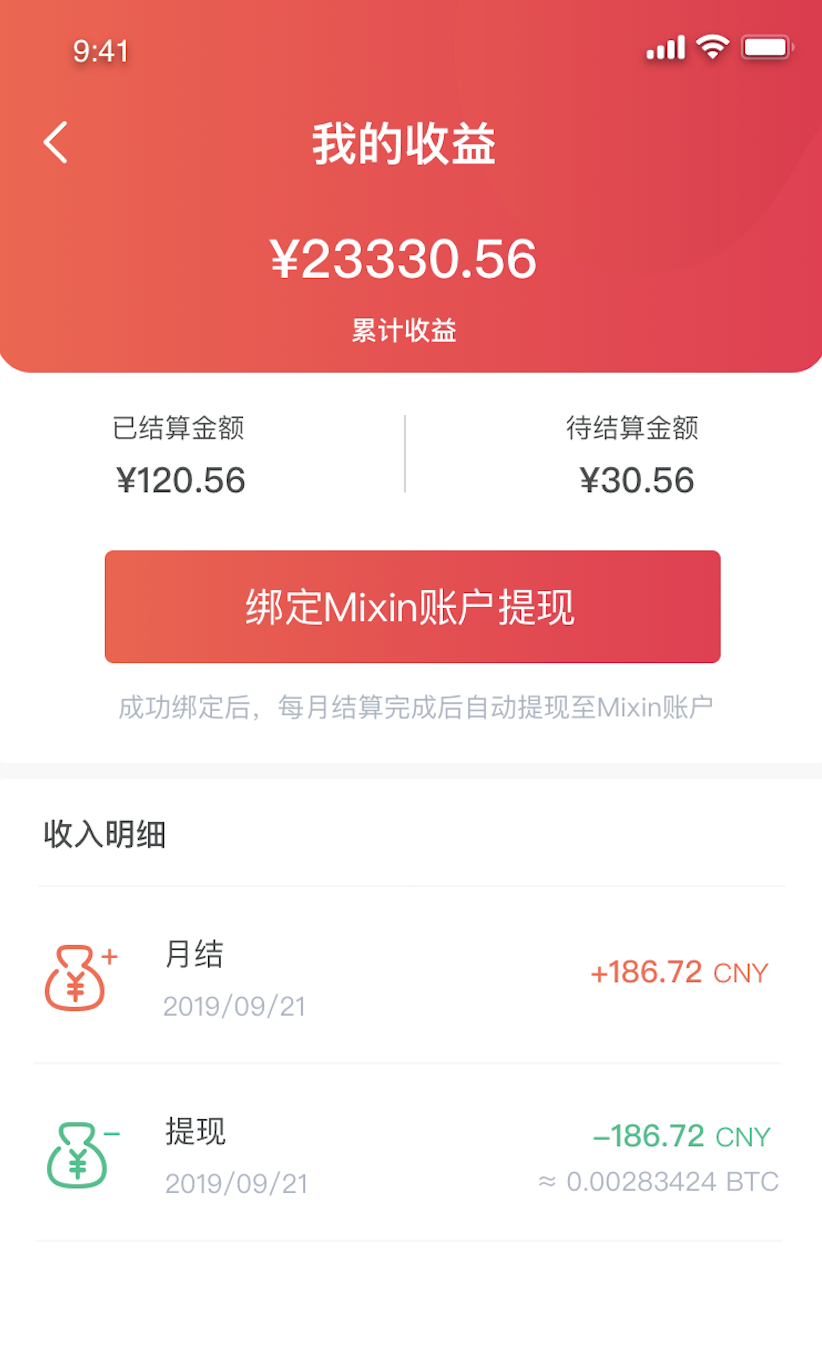 9:41
我的收益
¥23330.56
累计收益
已结算金额
¥120.56
待结算金额
¥30.56
绑定Mixin账户提现
成功绑定后，每月结算完成后自动提现至Mixin账户
收入明细
月结
2019/09/21
+186.72 CNY
提现
2019/09/21
–186.72 CNY
≈ 0.00283424 BTC